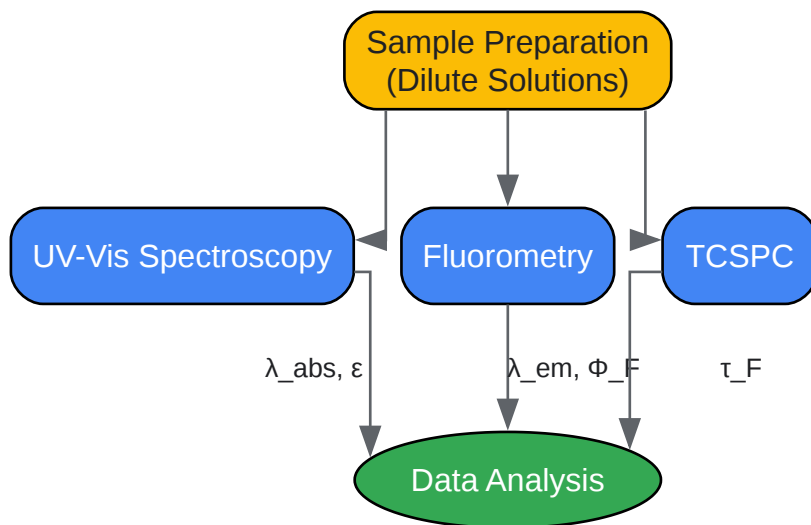 Sample Preparation
(Dilute Solutions)
UV-Vis Spectroscopy
Fluorometry
TCSPC
λ_abs, ε
λ_em, Φ_F
τ_F
Data Analysis